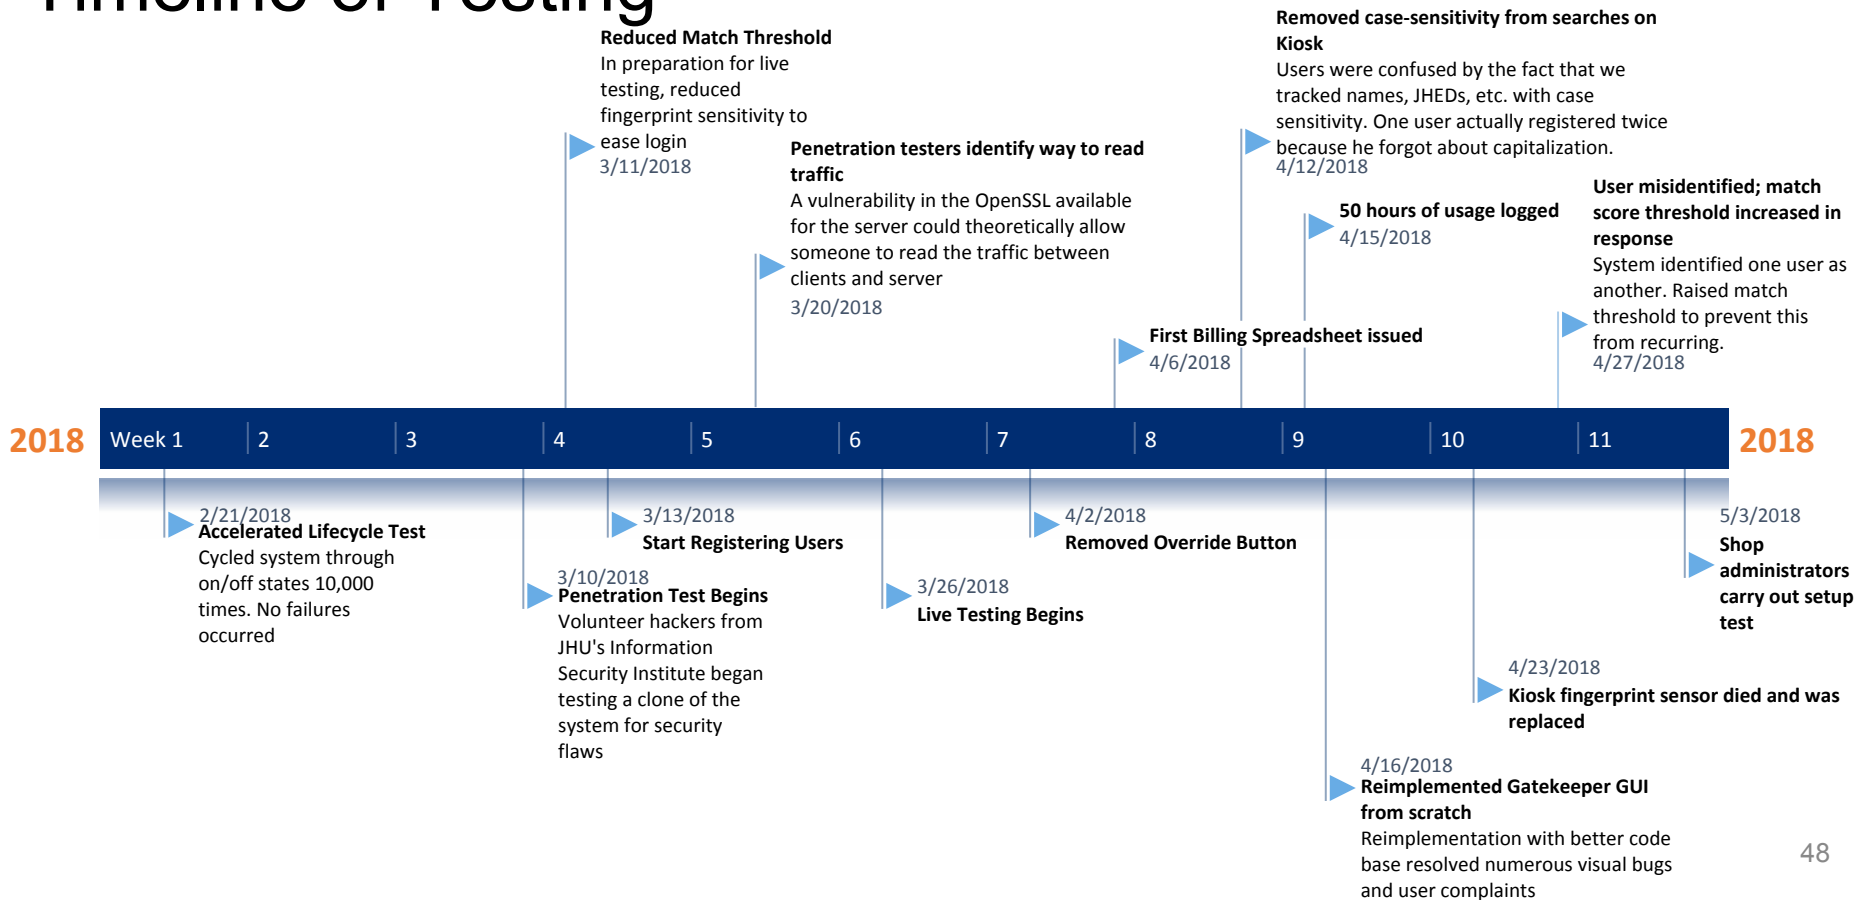 Timeline of Testing
Reduced Match Threshold
In preparation for live
testing, reduced
fingerprint sensitivity to
ease login
3/11/2018
Penetration testers identify way to read
traffic
A vulnerability in the OpenSSL available
for the server could theoretically allow
someone to read the traffic between
clients and server
3/20/2018
First Billing Spreadsheet issued
4/6/2018
Removed case-sensitivity from searches on
Kiosk
Users were confused by the fact that we
tracked names, JHEDs, etc. with case
sensitivity. One user actually registered twice
because he forgot about capitalization.
4/12/2018
50 hours of usage logged
4/15/2018
User misidentified; match
score threshold increased in
response
System identified one user as
another. Raised match
threshold to prevent this
from recurring.
4/27/2018
2018 Week 1 2 3 4 5 6 7 8 9 10 11 2018
2/21/2018
Accelerated Lifecycle Test
Cycled system through
on/off states 10,000
times. No failures
occurred
3/10/2018
Penetration Test Begins
Volunteer hackers from
JHU's Information
Security Institute began
testing a clone of the
system for security
flaws
3/13/2018
Start Registering Users
3/26/2018
Live Testing Begins
4/2/2018
Removed Override Button
4/16/2018
Reimplemented Gatekeeper GUI
from scratch
Reimplementation with better code
base resolved numerous visual bugs
and user complaints
4/23/2018
Kiosk fingerprint sensor died and was
replaced
5/3/2018
Shop
administrators
carry out setup
test
48